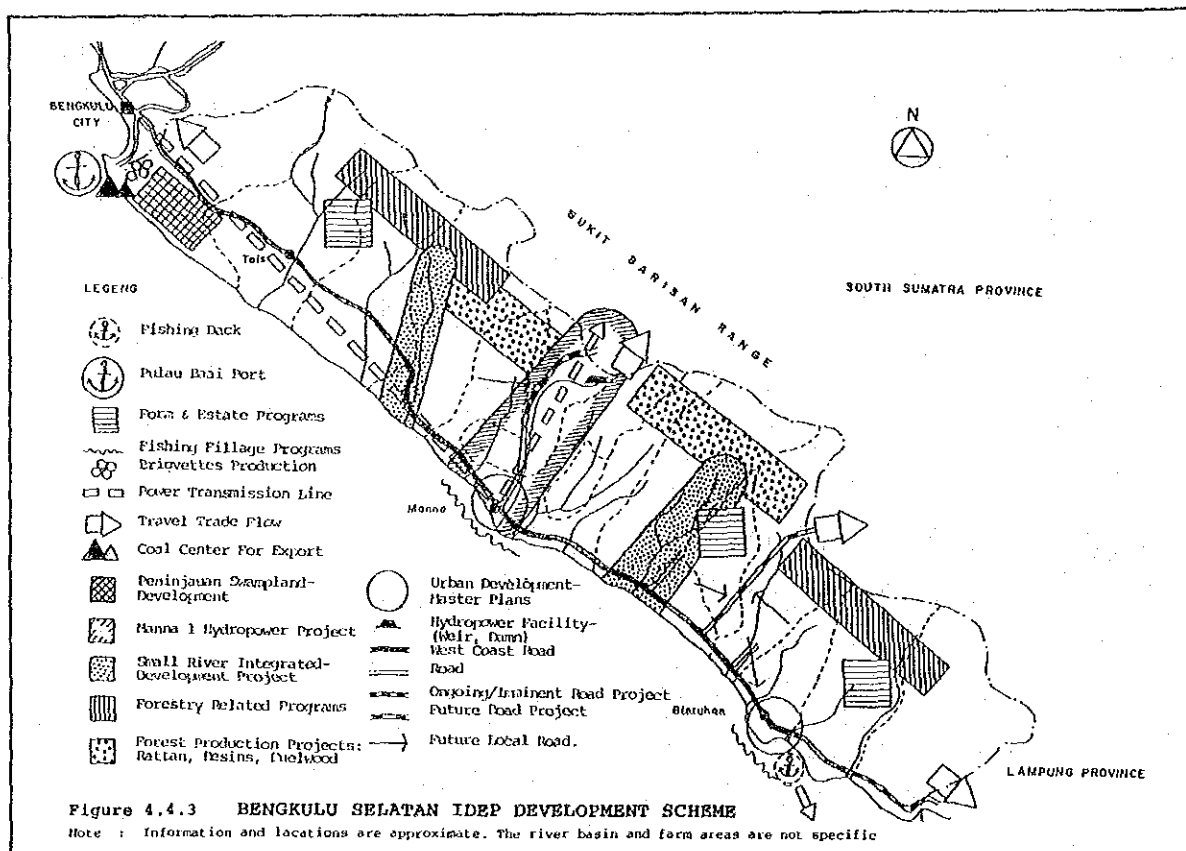 BENGKULU
CITY
N
Tais
BUKIT BARISAN RANGE
SOUTH SUMATRA PROVINCE
LEGENG
Fishing Dock
Pulau Baai Port
Farm & Estate Programs
Fishing Fillage Programs
Briquettes Production
Power Transmission Line
Travel Trade Flow
Coal Center For Export
Peninjauan Swampland-
Development
Manna 1 Hydropower Project
Small River Integrated-
Development Project
Forestry Related Programs
Forest Production Projects:
Rattan, Resins, Fuelwood
Urban Development-
Master Plans
Hydropower Facility-
(Weir, Damn)
West Coast Road
Road
Ongoing/Imminent Road Project
Future Road Project
Future Local Road.
Manna
Bintuhan
LAMPUNG PROVINCE
Figure 4.4.3 BENGKULU SELATAN IDEP DEVELOPMENT SCHEME
Note : Information and locations are approximate. The river basin and farm areas are not specific